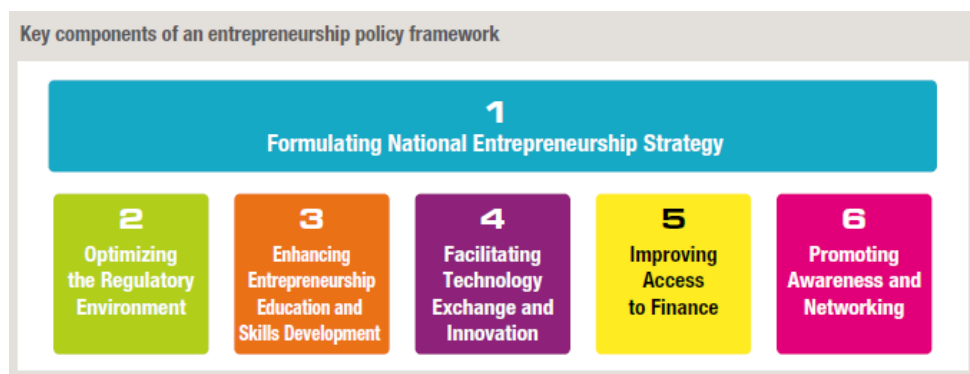 Key components of an entrepreneurship policy framework
1
Formulating National Entrepreneurship Strategy
2
Optimizing
the Regulatory
Environment
3
Enhancing
Entrepreneurship
Education and
Skills Development
4
Facilitating
Technology
Exchange and
Innovation
5
Improving
Access
to Finance
6
Promoting
Awareness and
Networking